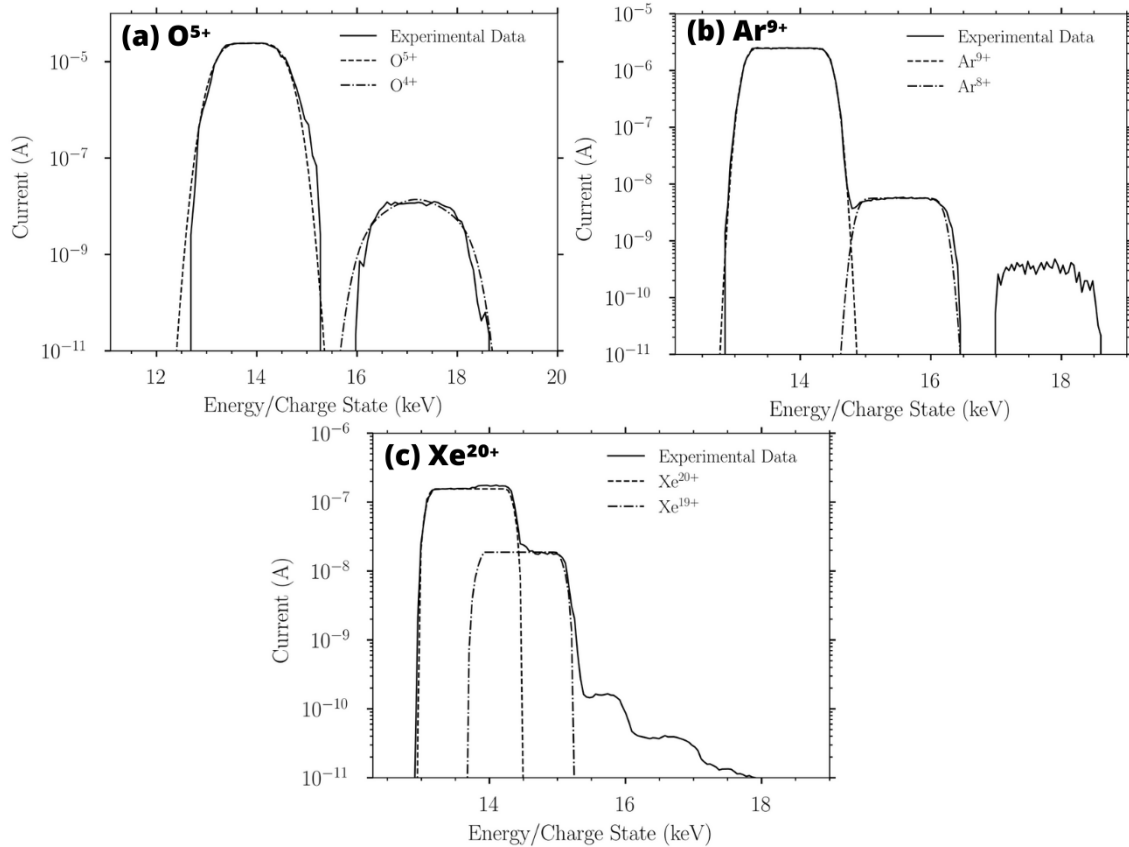 (a) O⁵⁺
Experimental Data
O⁵⁺
O⁴⁺
10⁻⁵
10⁻⁷
10⁻⁹
10⁻¹¹
Current (A)
12 14 16 18 20
Energy/Charge State (keV)
(b) Ar⁹⁺
Experimental Data
Ar⁹⁺
Ar⁸⁺
10⁻⁵
10⁻⁶
10⁻⁷
10⁻⁸
10⁻⁹
10⁻¹⁰
10⁻¹¹
Current (A)
14 16 18
Energy/Charge State (keV)
(c) Xe²⁰⁺
Experimental Data
Xe²⁰⁺
Xe¹⁹⁺
10⁻⁶
10⁻⁷
10⁻⁸
10⁻⁹
10⁻¹⁰
10⁻¹¹
Current (A)
14 16 18
Energy/Charge State (keV)